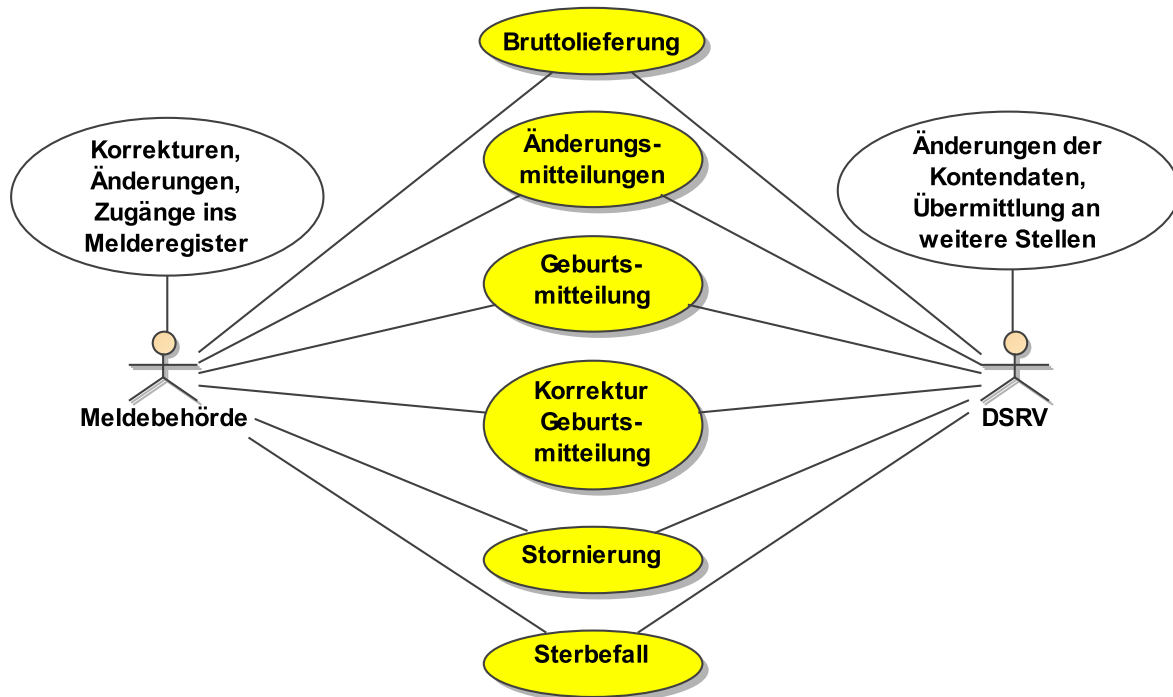 Bruttolieferung
Korrekturen,
Änderungen,
Zugänge ins
Melderegister
Änderungs-
mitteilungen
Änderungen der
Kontendaten,
Übermittlung an
weitere Stellen
Geburts-
mitteilung
Korrektur
Geburts-
mitteilung
Meldebehörde
DSRV
Stornierung
Sterbefall